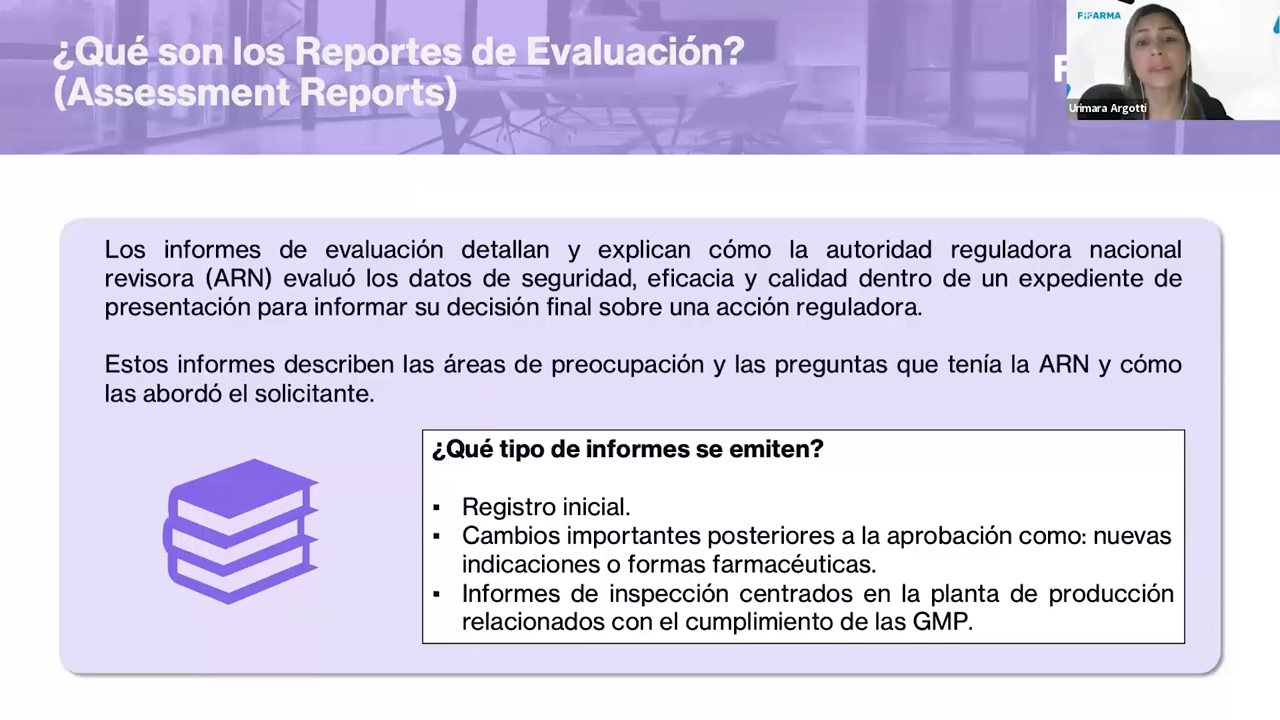 ¿Qué son los Reportes de Evaluación?
(Assessment Reports)
FIFARMA
Urimara Argotti
Los informes de evaluación detallan y explican cómo la autoridad reguladora nacional
revisora (ARN) evaluó los datos de seguridad, eficacia y calidad dentro de un expediente de
presentación para informar su decisión final sobre una acción reguladora.
Estos informes describen las áreas de preocupación y las preguntas que tenía la ARN y cómo
las abordó el solicitante.
¿Qué tipo de informes se emiten?
▪ Registro inicial.
▪ Cambios importantes posteriores a la aprobación como: nuevas
indicaciones o formas farmacéuticas.
▪ Informes de inspección centrados en la planta de producción
relacionados con el cumplimiento de las GMP.